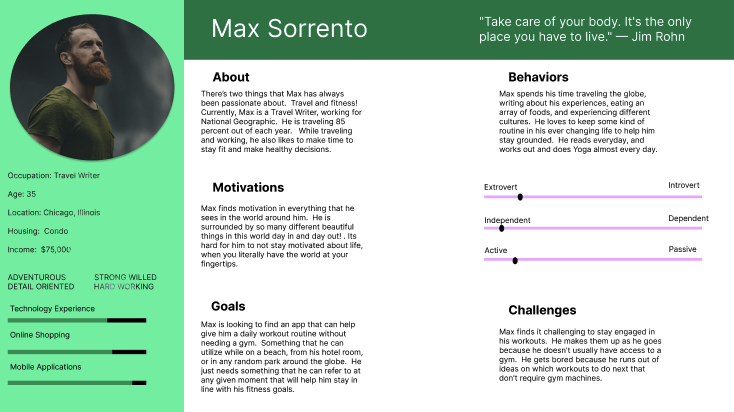 Max Sorrento
"Take care of your body. It's the only
place you have to live." — Jim Rohn
Occupation: Travel Writer
Age: 35
Location: Chicago, Illinois
Housing:  Condo
Income:  $75,000
ADVENTUROUS
STRONG WILLED
DETAIL ORIENTED
HARD WORKING
Technology Experience
Online Shopping
Mobile Applications
About
There's two things that Max has always
been passionate about.  Travel and fitness!
Currently, Max is a Travel Writer, working for
National Geographic.  He is traveling 85
percent out of each year.   While traveling
and working, he also likes to make time to
stay fit and make healthy decisions.
Motivations
Max finds motivation in everything that he
sees in the world around him.  He is
surrounded by so many different beautiful
things in this world day in and day out! . Its
hard for him to not stay motivated about life,
when you literally have the world at your
fingertips.
Goals
Max is looking to find an app that can help
give him a daily workout routine without
needing a gym.  Something that he can
utilize while on a beach, from his hotel room,
or in any random park around the globe.  He
just needs something that he can refer to at
any given moment that will help him stay in
line with his fitness goals.
Behaviors
Max spends his time traveling the globe,
writing about his experiences, eating an
array of foods, and experiencing different
cultures.  He loves to keep some kind of
routine in his ever changing life to help him
stay grounded.  He reads everyday, and
works out and does Yoga almost every day.
Extrovert
Introvert
Independent
Dependent
Active
Passive
Challenges
Max finds it challenging to stay engaged in
his workouts.  He makes them up as he goes
because he doesn't usually have access to a
gym.  He gets bored because he runs out of
ideas on which workouts to do next that
don't require gym machines.